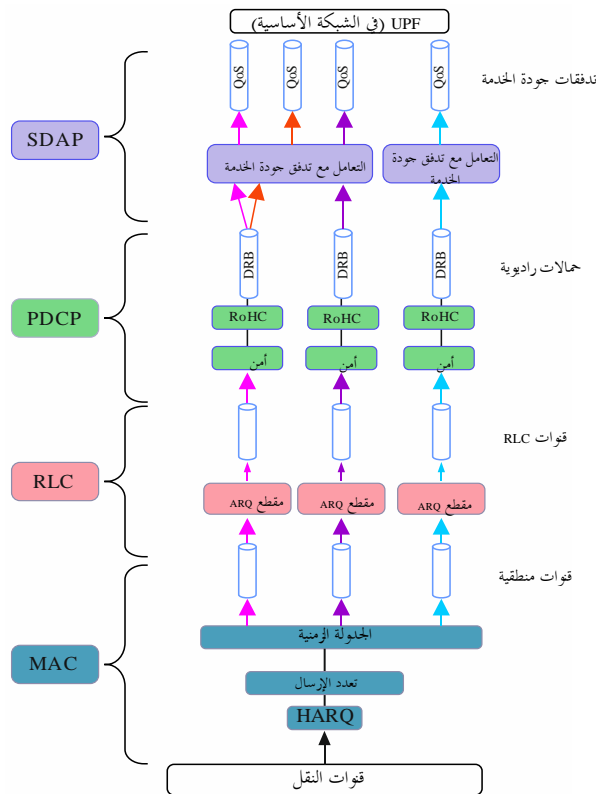 UPF (في الشبكة الأساسية)
QoS QoS QoS QoS
تدفقات جودة الخدمة
SDAP
التعامل مع تدفق جودة الخدمة
التعامل مع تدفق جودة
الخدمة
DRB DRB DRB
حمالات راديوية
PDCP
RoHC RoHC RoHC
أمن أمن أمن
قنوات RLC
RLC
مقطع ARQ مقطع ARQ مقطع ARQ
قنوات منطقية
الجدولة الزمنية
MAC
تعدد الإرسال
HARQ
قنوات النقل